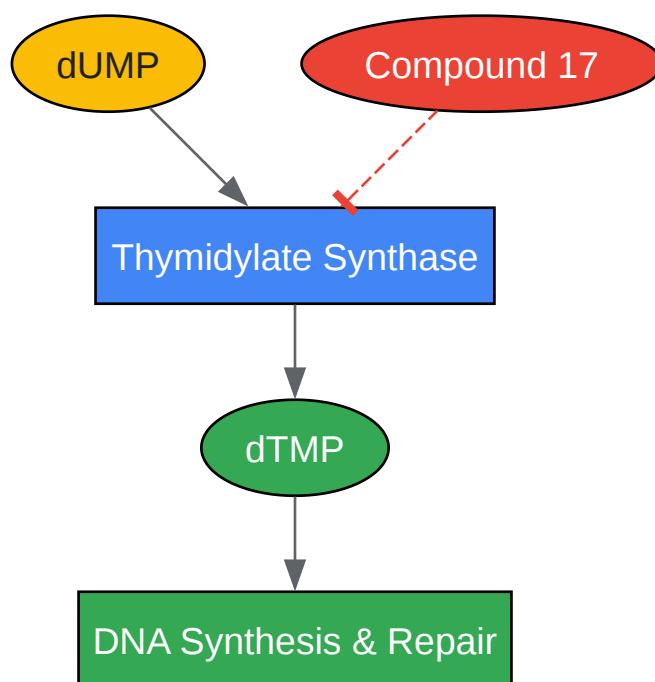 dUMP
Compound 17
Thymidylate Synthase
dTMP
DNA Synthesis & Repair